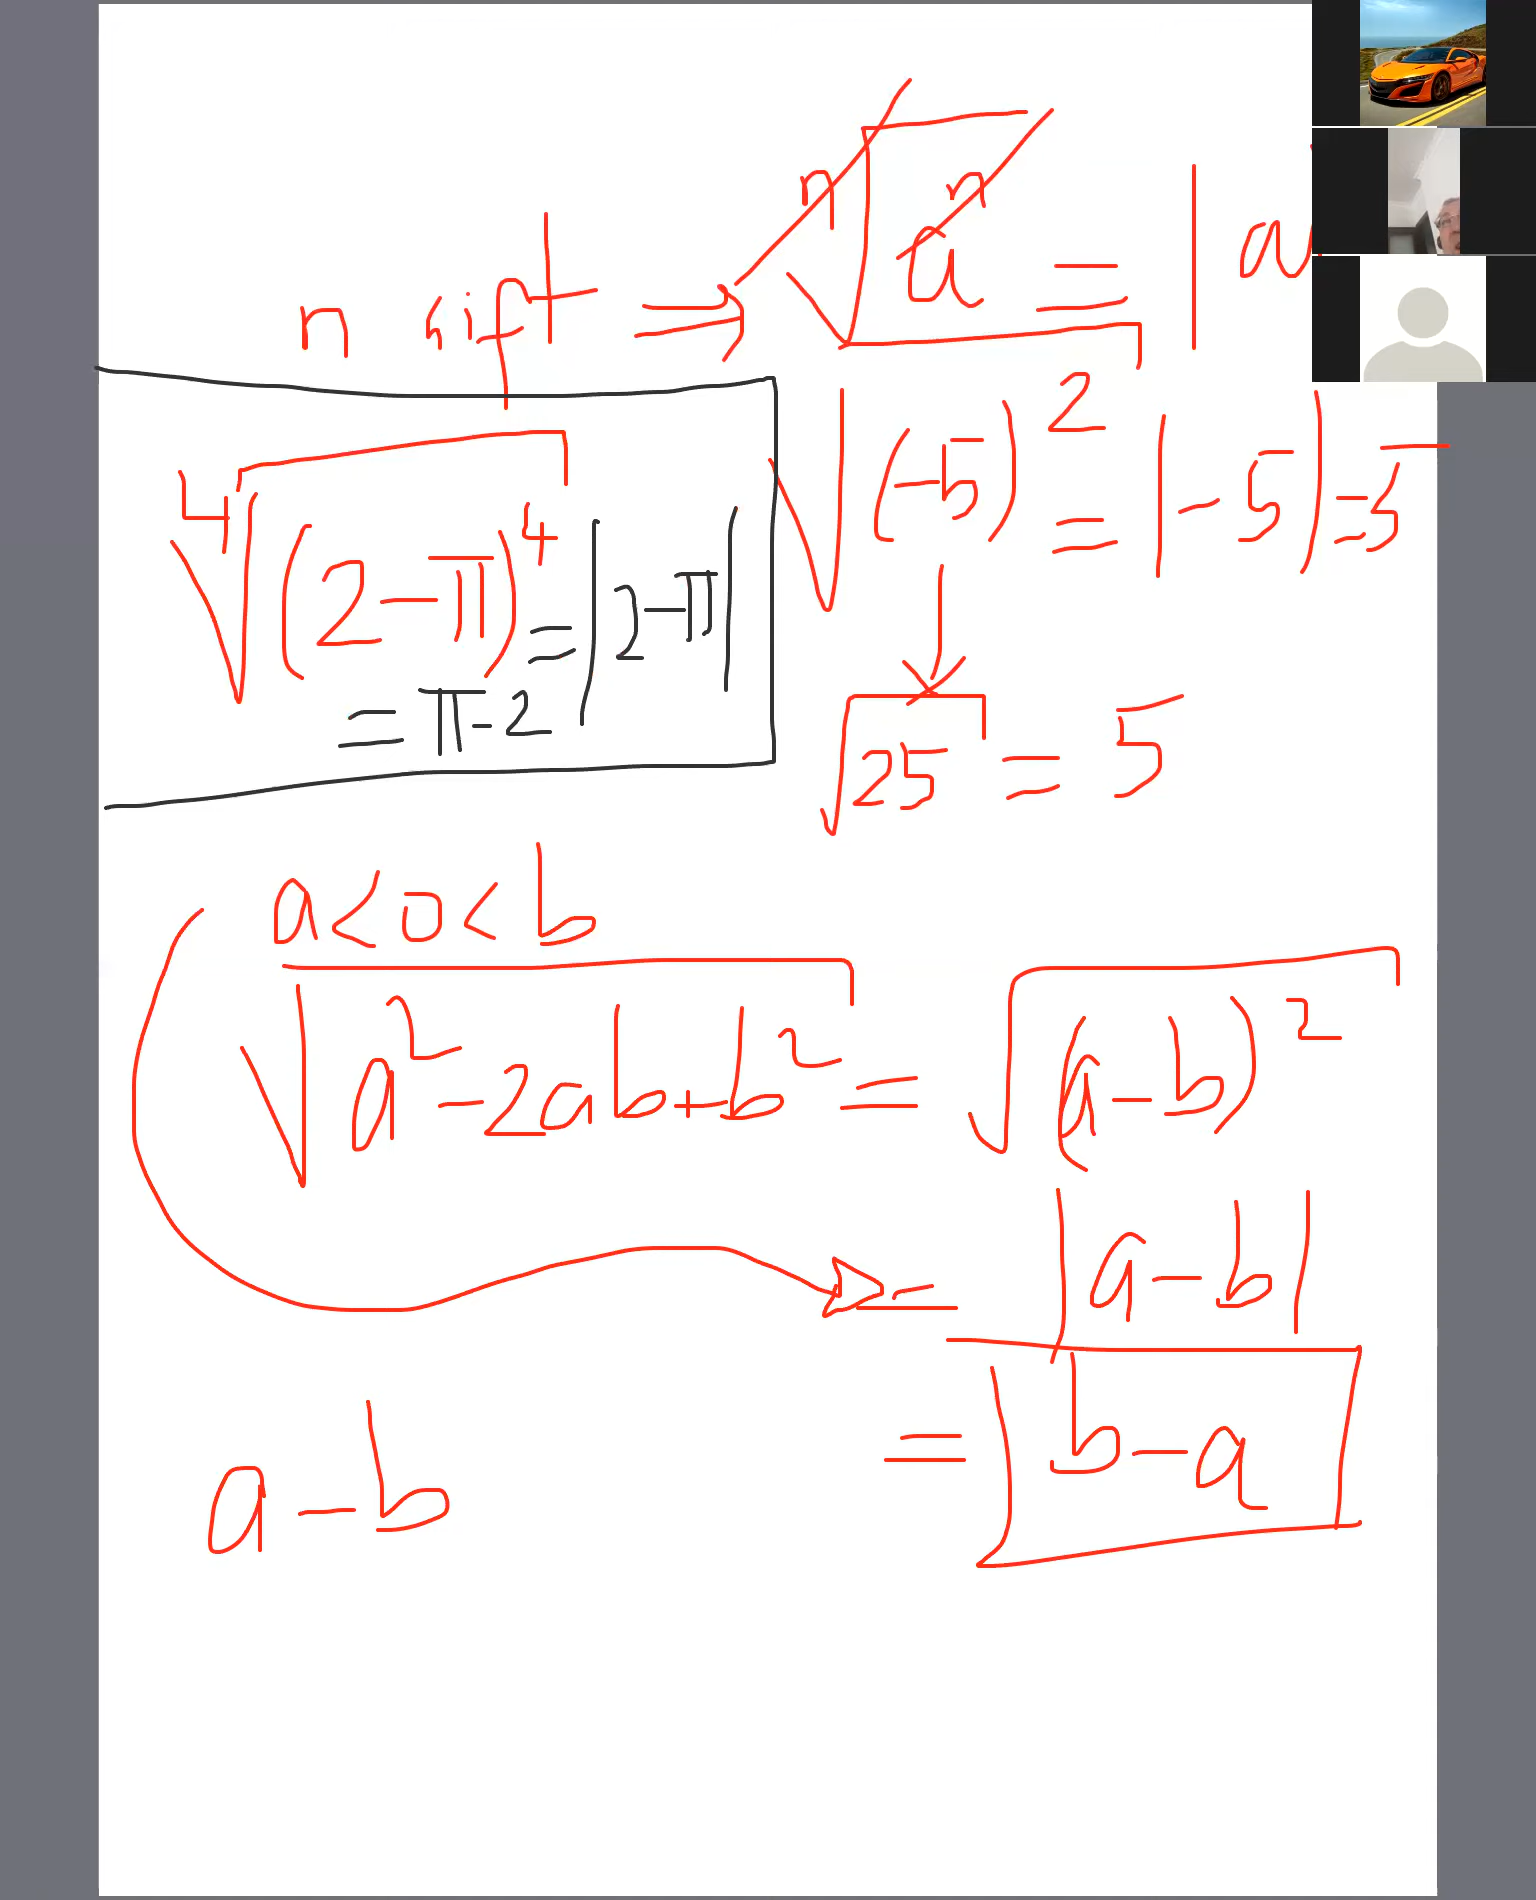 n çift ⇒ ⁿ√aⁿ = |a
⁴√(2-π)⁴ = |2-π|
= π-2
√(-5)² = |-5| = 5
√25 = 5
a<0<b
√a²-2ab+b² = √(a-b)²
= |a-b|
= b-a
a-b